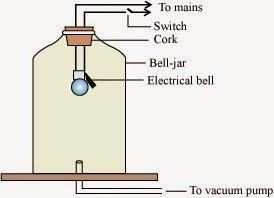 To mains
Switch
Cork
Bell-jar
Electrical bell
To vacuum pump